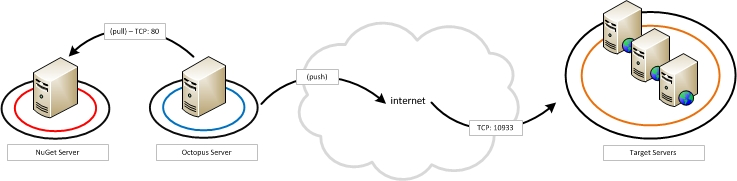 (pull) – TCP: 80
(push)
internet
TCP: 10933
NuGet Server
Octopus Server
Target Servers